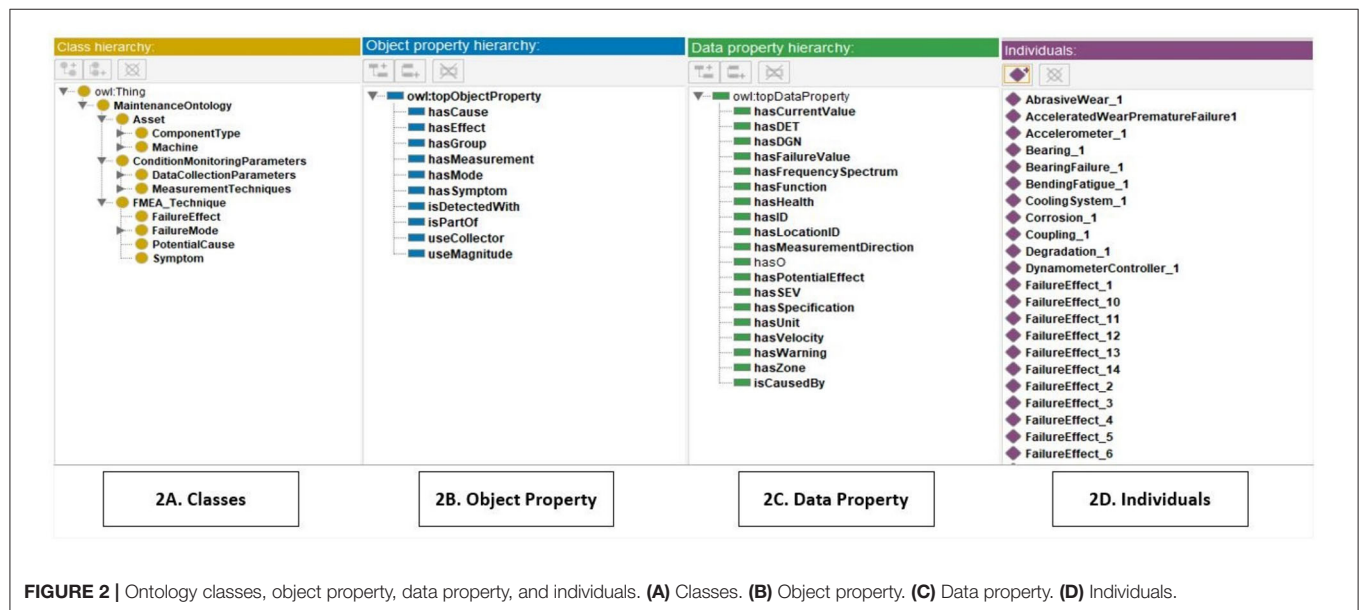 Class hierarchy:
owl:Thing
MaintenanceOntology
Asset
ComponentType
Machine
ConditionMonitoringParameters
DataCollectionParameters
MeasurementTechniques
FMEA_Technique
FailureEffect
FailureMode
PotentialCause
Symptom
2A. Classes
Object property hierarchy:
owl:topObjectProperty
hasCause
hasEffect
hasGroup
hasMeasurement
hasMode
hasSymptom
isDetectedWith
isPartOf
useCollector
useMagnitude
2B. Object Property
Data property hierarchy:
owl:topDataProperty
hasCurrentValue
hasDET
hasDGN
hasFailureValue
hasFrequencySpectrum
hasFunction
hasHealth
hasID
hasLocationID
hasMeasurementDirection
hasO
hasPotentialEffect
hasSEV
hasSpecification
hasUnit
hasVelocity
hasWarning
hasZone
isCausedBy
2C. Data Property
Individuals:
AbrasiveWear_1
AcceleratedWearPrematureFailure1
Accelerometer_1
Bearing_1
BearingFailure_1
BendingFatigue_1
CoolingSystem_1
Corrosion_1
Coupling_1
Degradation_1
DynamometerController_1
FailureEffect_1
FailureEffect_10
FailureEffect_11
FailureEffect_12
FailureEffect_13
FailureEffect_14
FailureEffect_2
FailureEffect_3
FailureEffect_4
FailureEffect_5
FailureEffect_6
2D. Individuals
FIGURE 2 | Ontology classes, object property, data property, and individuals. (A) Classes. (B) Object property. (C) Data property. (D) Individuals.